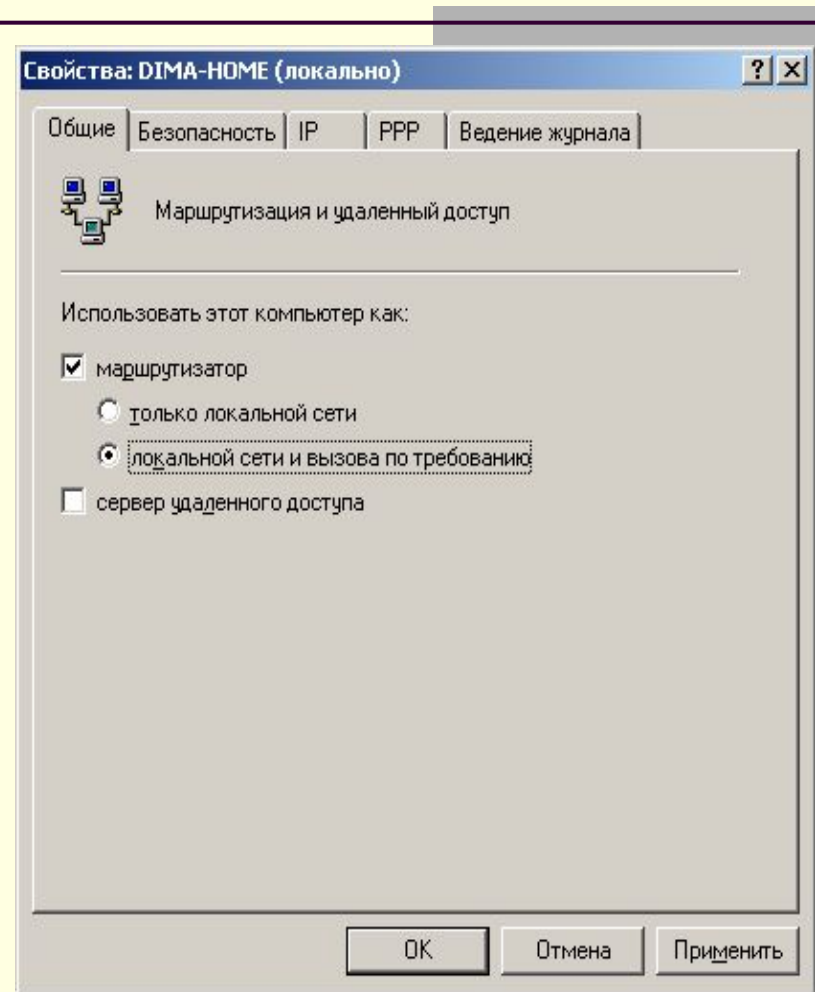 Свойства: DIMA-HOME (локально)
Общие Безопасность IP PPP Ведение журнала
Маршрутизация и удаленный доступ
Использовать этот компьютер как:
маршрутизатор
только локальной сети
локальной сети и вызова по требованию
сервер удаленного доступа
OK Отмена Применить